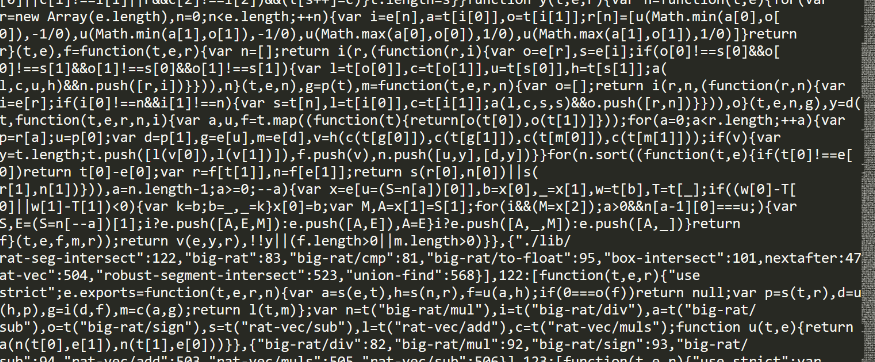 r=new Array(e.length),n=0;n<e.length;++n){var i=e[n],a=t[i[0]],o=t[i[1]];r[n]=[u(Math.min(a[0],o[
0]),-1/0),u(Math.min(a[1],o[1]),-1/0),u(Math.max(a[0],o[0]),1/0),u(Math.max(a[1],o[1]),1/0)]}return
r}(t,e),f=function(t,e,r){var n=[];return i(r,(function(r,i){var o=e[r],s=e[i];if(o[0]!==s[0]&&o[
0]!==s[1]&&o[1]!==s[0]&&o[1]!==s[1]){var l=t[o[0]],c=t[o[1]],u=t[s[0]],h=t[s[1]];a(
l,c,u,h)&&n.push([r,i])}})),n}(t,e,n),g=p(t),m=function(t,e,r,n){var o=[];return i(r,n,(function(r,n){var
i=e[r];if(i[0]!==n&&i[1]!==n){var s=t[n],l=t[i[0]],c=t[i[1]];a(l,c,s,s)&&o.push([r,n])}})),o}(t,e,n,g),y=d(
t,function(t,e,r,n,i){var a,u,f=t.map((function(t){return[o(t[0]),o(t[1])]}));for(a=0;a<r.length;++a){var
p=r[a];u=p[0];var d=p[1],g=e[u],m=e[d],v=h(c(t[g[0]]),c(t[g[1]]),c(t[m[0]]),c(t[m[1]]));if(v){var
y=t.length;t.push([l(v[0]),l(v[1])]),f.push(v),n.push([u,y],[d,y])}}for(n.sort((function(t,e){if(t[0]!==e[
0])return t[0]-e[0];var r=f[t[1]],n=f[e[1]];return s(r[0],n[0])||s(
r[1],n[1])})),a=n.length-1;a>=0;--a){var x=e[u=(S=n[a])[0]],b=x[0],_=x[1],w=t[b],T=t[_];if((w[0]-T[
0]||w[1]-T[1])<0){var k=b;b=_,_=k}x[0]=b;var M,A=x[1]=S[1];for(i&&(M=x[2]);a>0&&n[a-1][0]===u;){var
S,E=(S=n[--a])[1];i?e.push([A,E,M]):e.push([A,E]),A=E}i?e.push([A,_,M]):e.push([A,_])}return
f}(t,e,f,m,r));return v(e,y,r),!!y||(f.length>0||m.length>0)}},{"./lib/
rat-seg-intersect":122,"big-rat":83,"big-rat/cmp":81,"big-rat/to-float":95,"box-intersect":101,nextafter:47
rat-vec":504,"robust-segment-intersect":523,"union-find":568}],122:[function(t,e,r){"use
strict";e.exports=function(t,e,r,n){var a=s(e,t),h=s(n,r),f=u(a,h);if(0===o(f))return null;var p=s(t,r),d=u
(h,p),g=i(d,f),m=c(a,g);return l(t,m)};var n=t("big-rat/mul"),i=t("big-rat/div"),a=t("big-rat/
sub"),o=t("big-rat/sign"),s=t("rat-vec/sub"),l=t("rat-vec/add"),c=t("rat-vec/muls");function u(t,e){return
a(n(t[0],e[1]),n(t[1],e[0]))}},{"big-rat/div":82,"big-rat/mul":92,"big-rat/sign":93,"big-rat/
sub":94,"rat-vec/add":503,"rat-vec/muls":505,"rat-vec/sub":506}],123:[function(t,e,r){"use strict";var